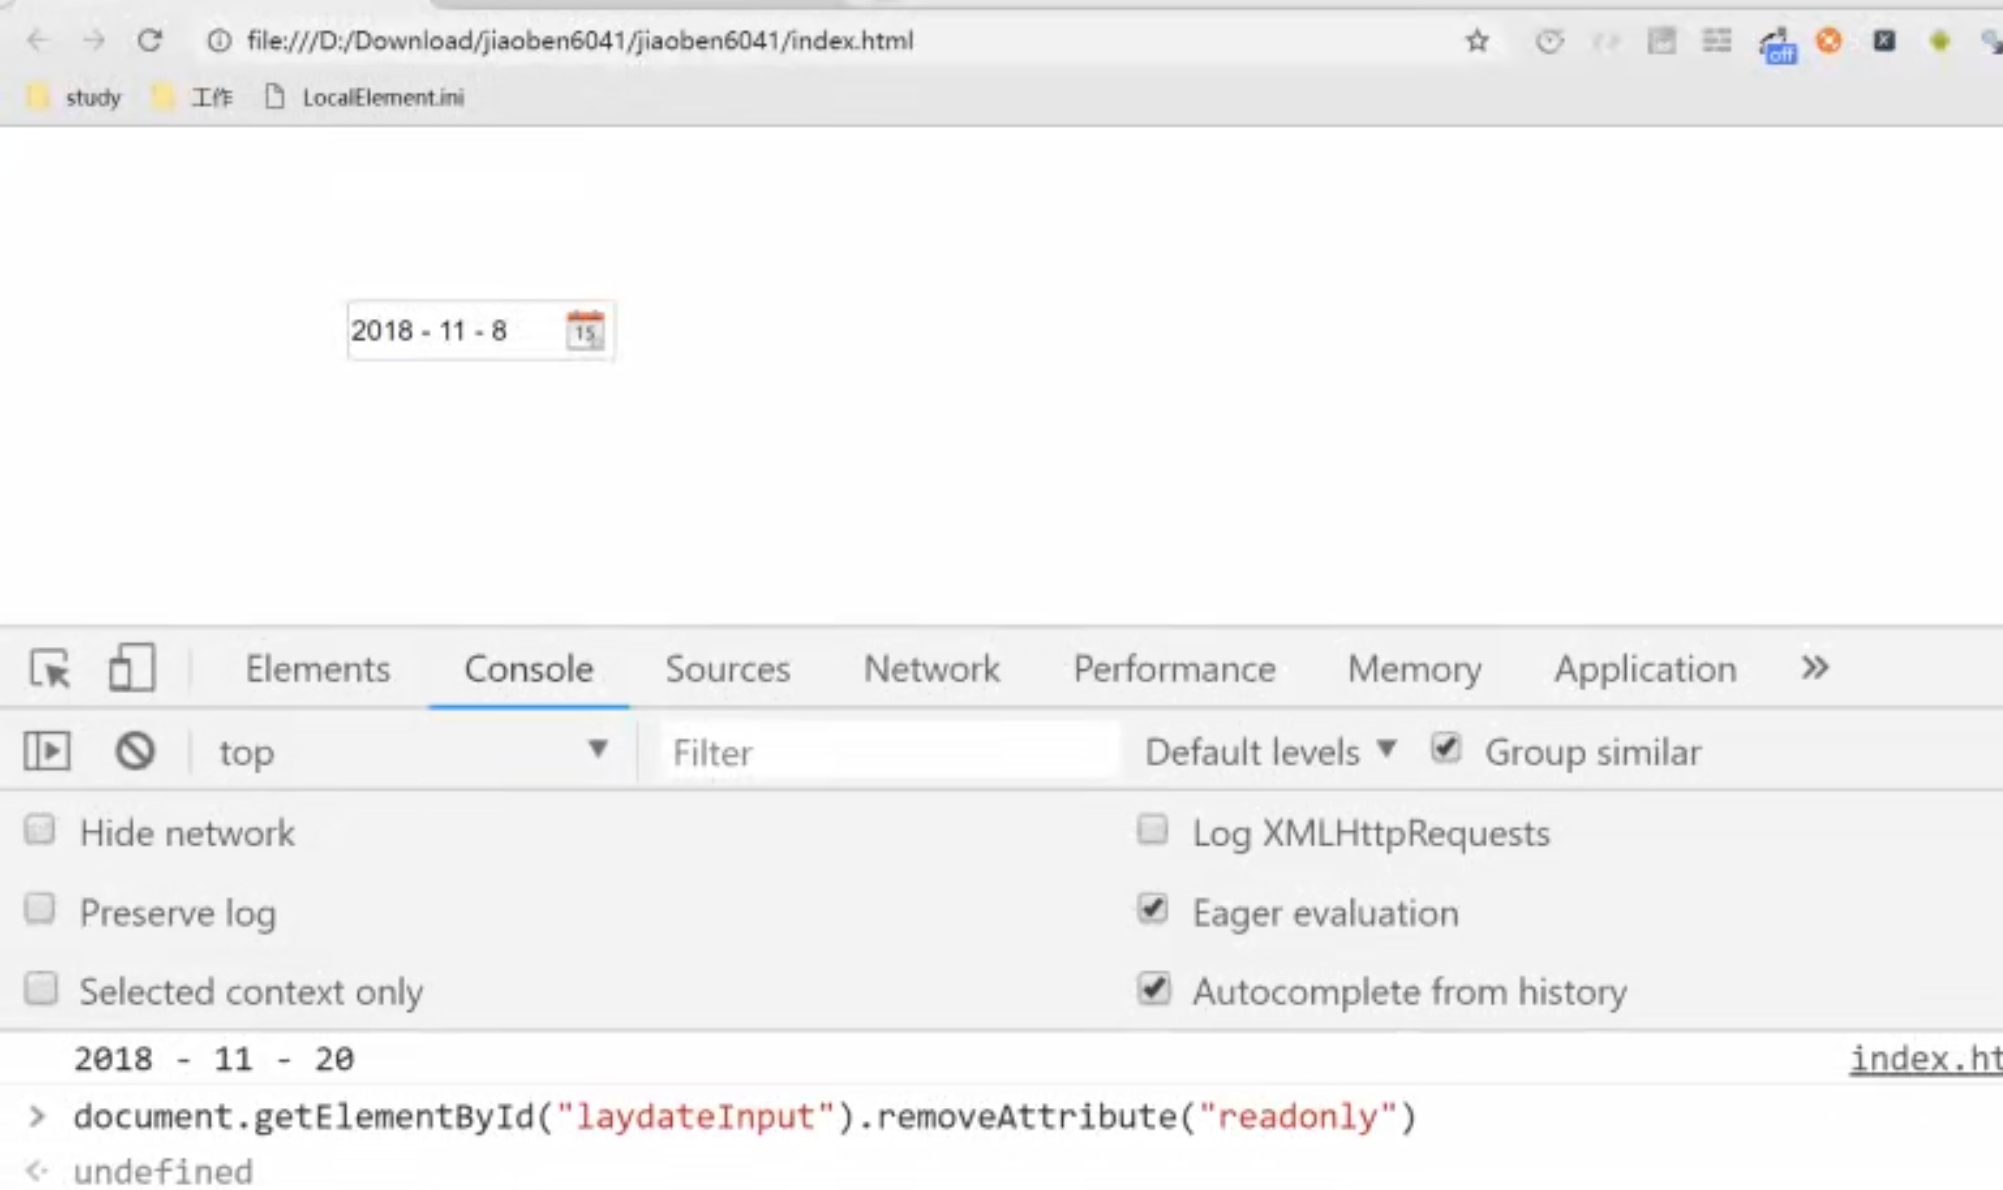 file:///D:/Download/jiaoben6041/jiaoben6041/index.html
off
study 工作 LocalElement.ini
2018 - 11 - 8 15
Elements Console Sources Network Performance Memory Application
top Filter Default levels Group similar
Hide network Log XMLHttpRequests
Preserve log Eager evaluation
Selected context only Autocomplete from history
2018 - 11 - 20 index.ht
document.getElementById("laydateInput").removeAttribute("readonly")
undefined